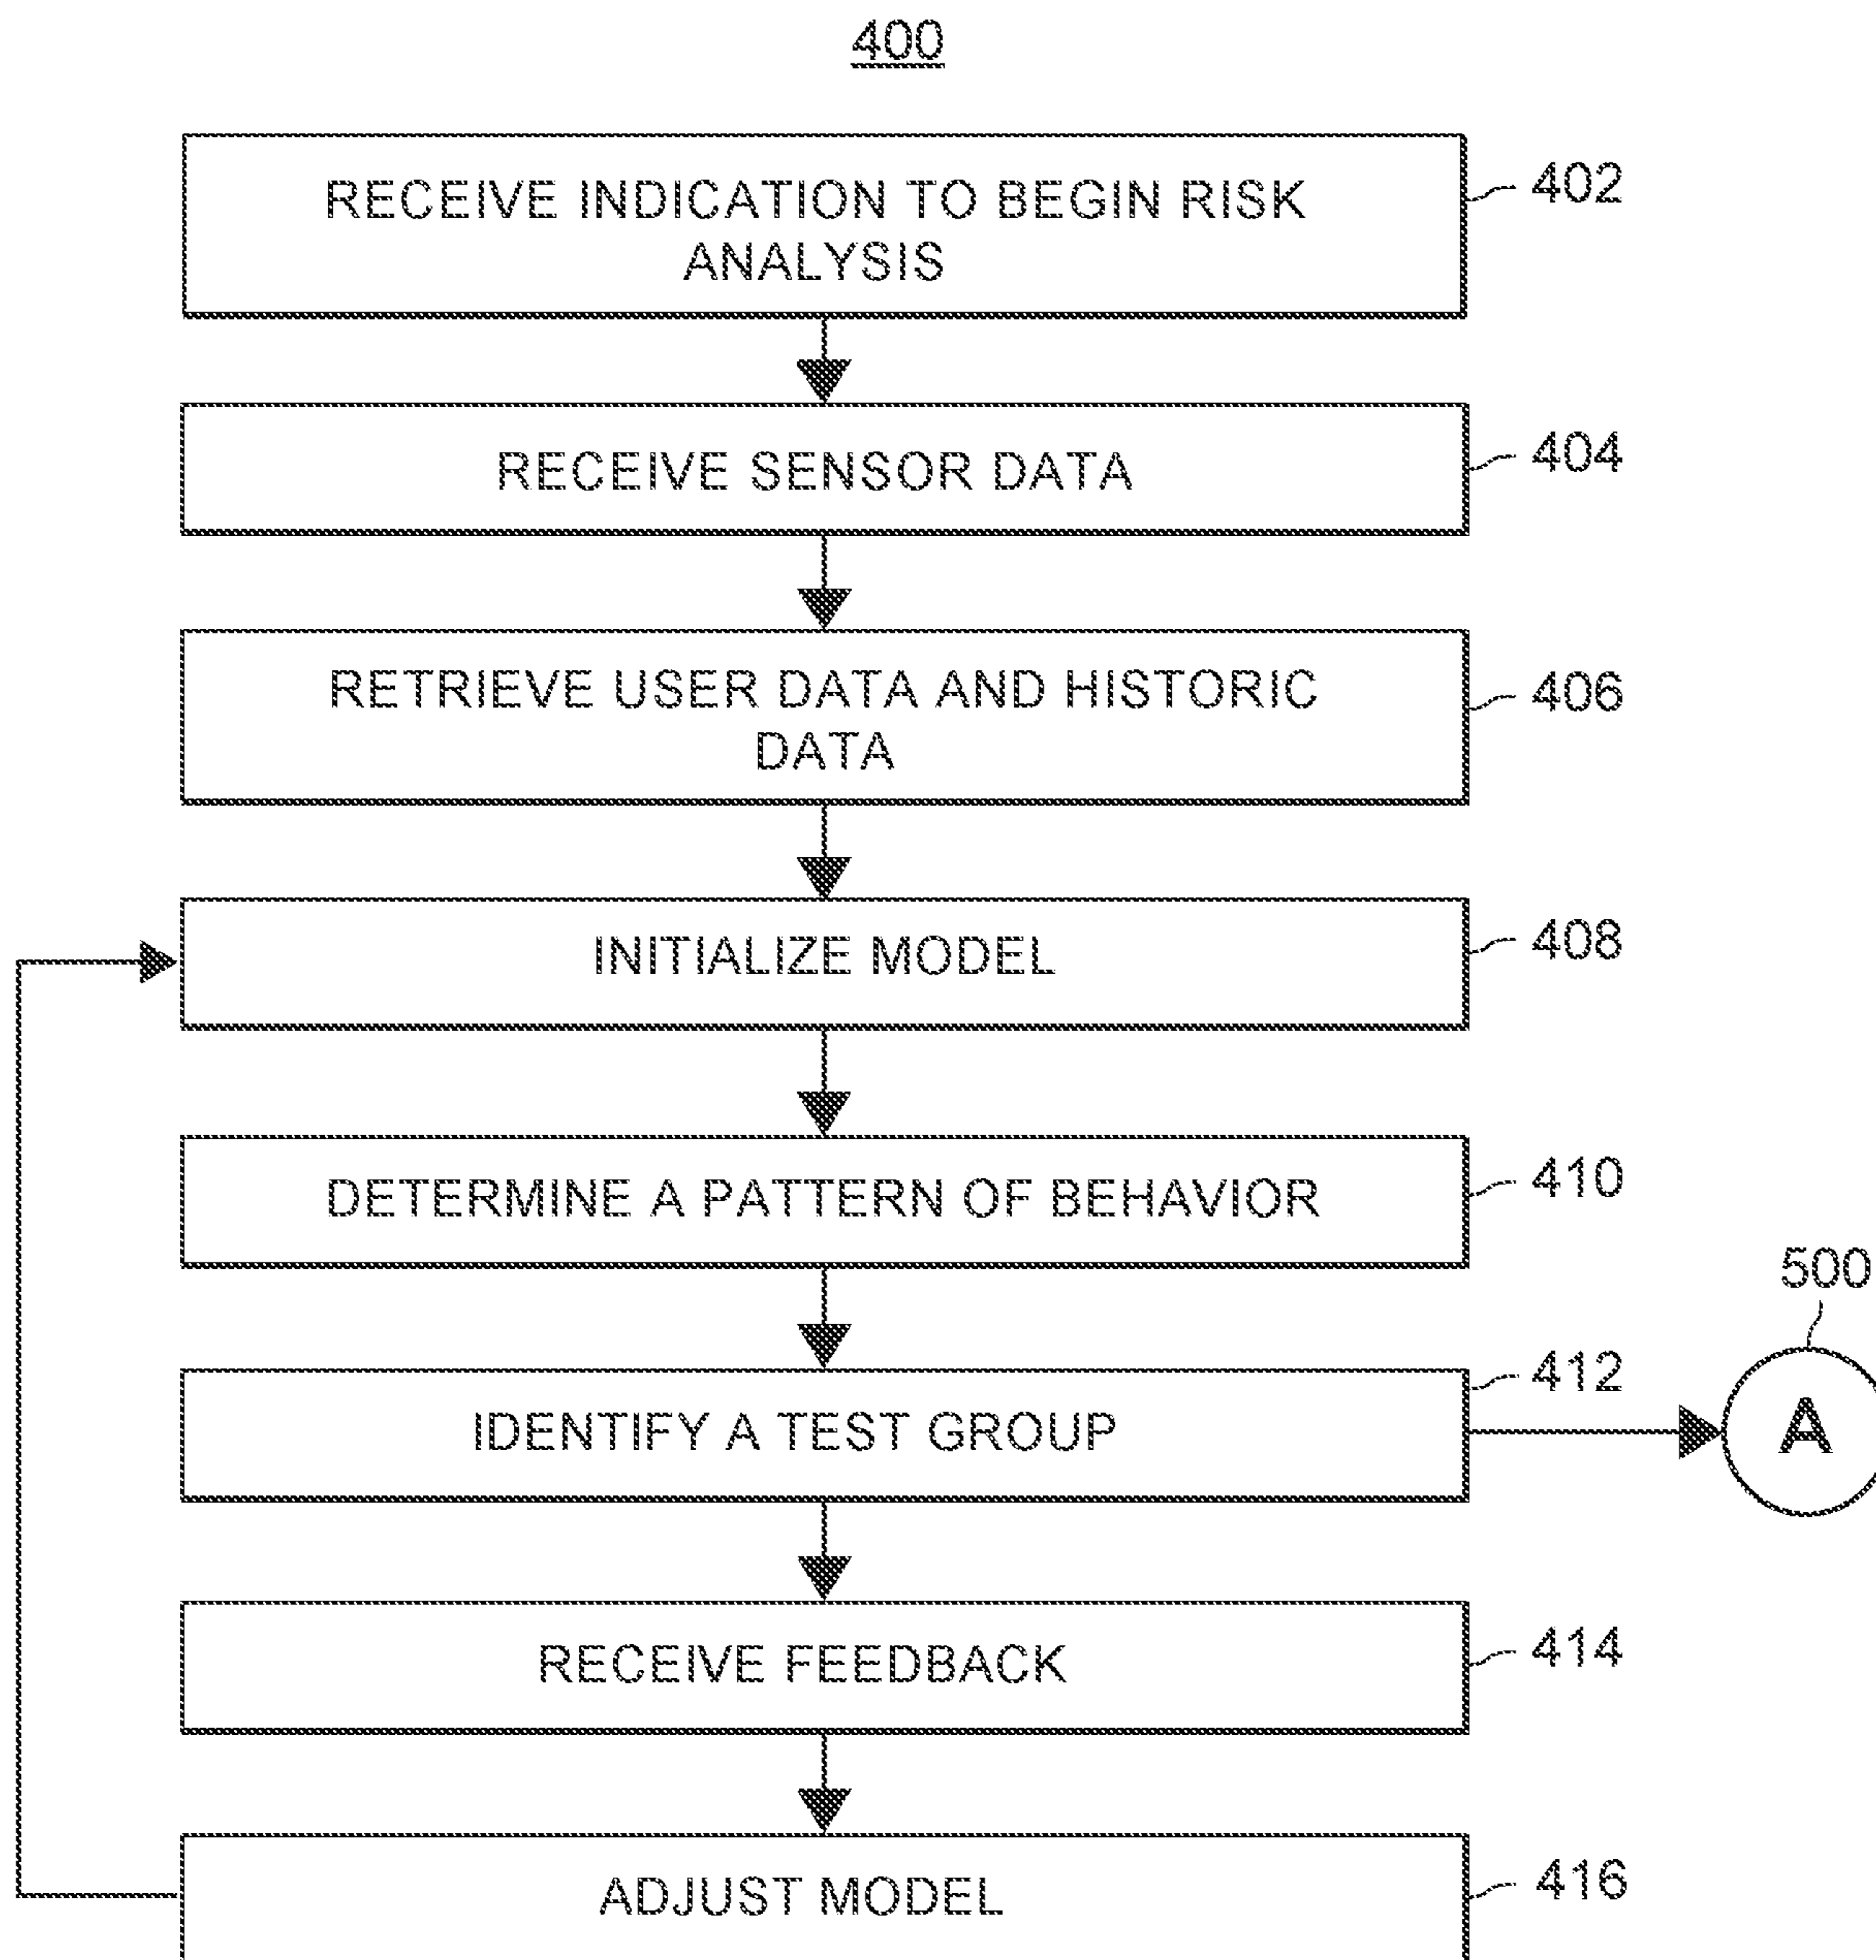 400
RECEIVE INDICATION TO BEGIN RISK
ANALYSIS
402
RECEIVE SENSOR DATA
404
RETRIEVE USER DATA AND HISTORIC
DATA
406
INITIALIZE MODEL
408
DETERMINE A PATTERN OF BEHAVIOR
410
500
IDENTIFY A TEST GROUP
412
A
RECEIVE FEEDBACK
414
ADJUST MODEL
416